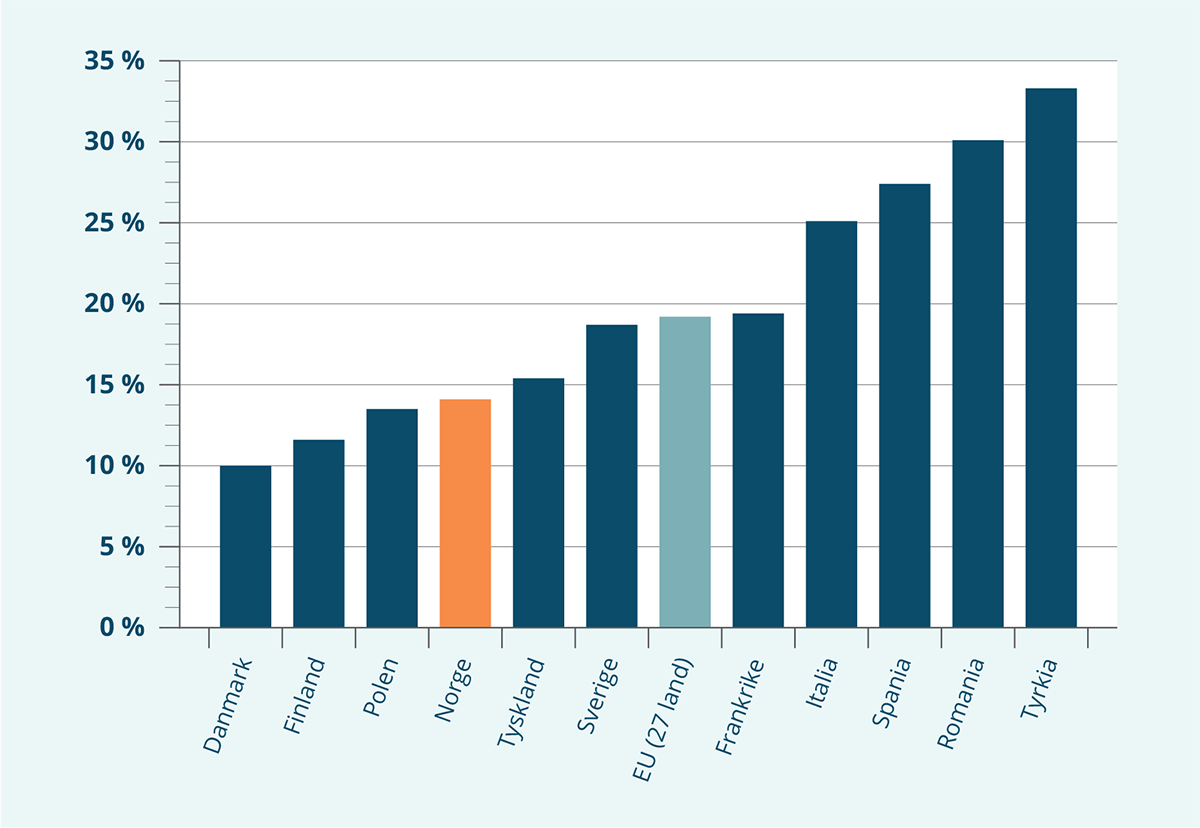 35 %
30 %
25 %
20 %
15 %
10 %
5 %
0 %
Danmark
Finland
Polen
Norge
Tyskland
Sverige
EU (27 land)
Frankrike
Italia
Spania
Romania
Tyrkia